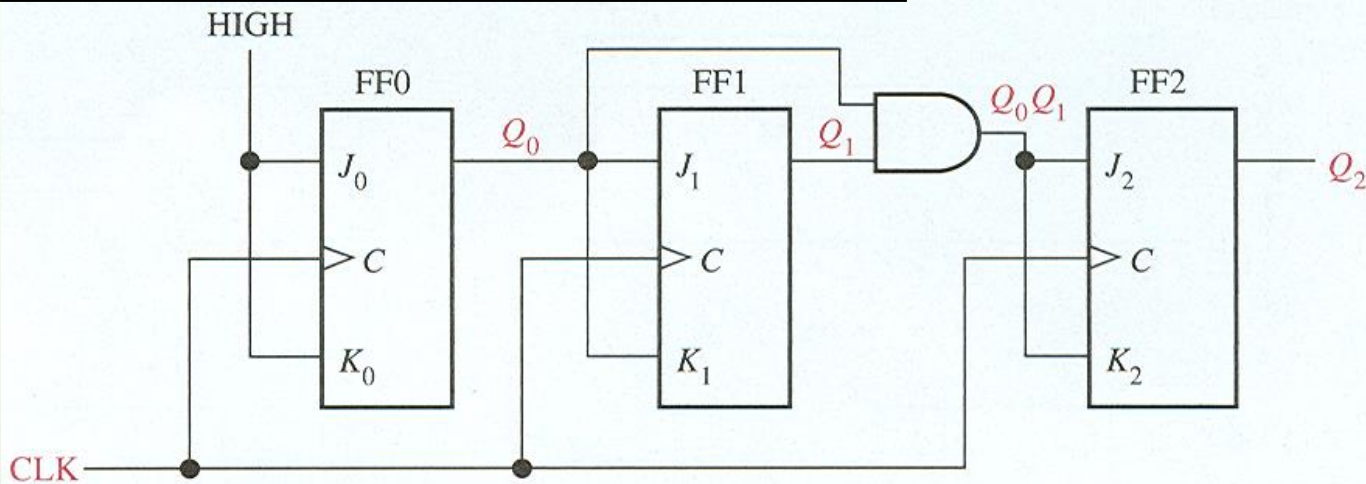 HIGH
FF0
FF1
FF2
Q₀
Q₁
Q₀Q₁
J₀
J₁
J₂
Q₂
C
C
C
K₀
K₁
K₂
CLK